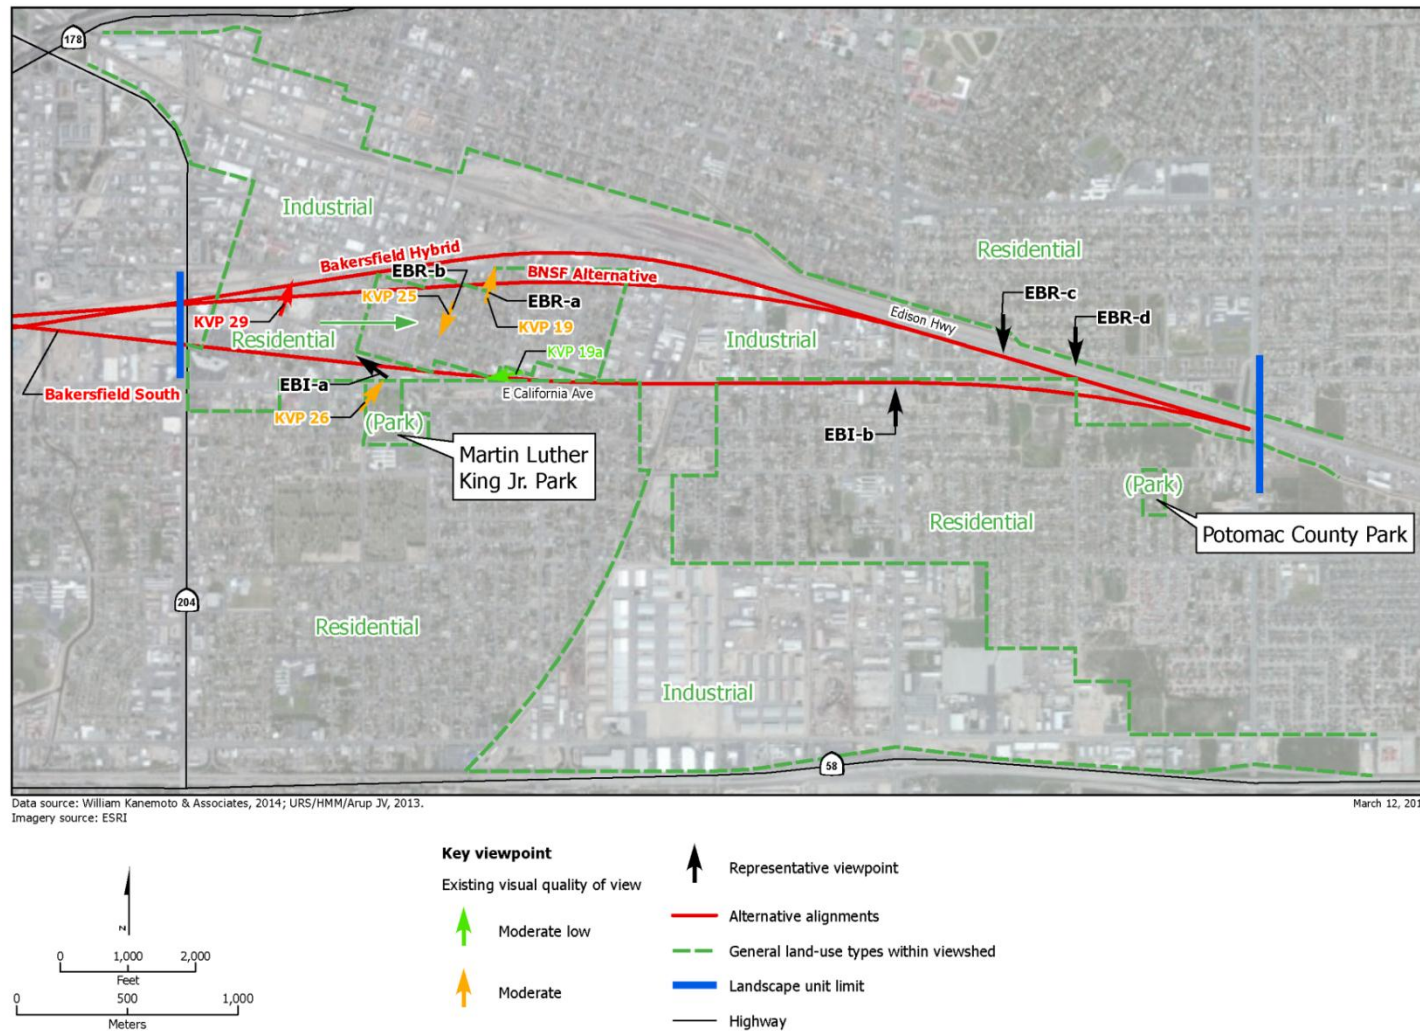 178
Industrial
Bakersfield Hybrid
EBR-b
BNSF Alternative
Residential
KVP 25
EBR-a
EBR-c
KVP 29
KVP 19
Edison Hwy
EBR-d
Residential
KVP 19a
Industrial
Bakersfield South
EBI-a
E California Ave
KVP 26
(Park)
EBI-b
Martin Luther
King Jr. Park
(Park)
Residential
Potomac County Park
204
Residential
Industrial
58
Data source: William Kanemoto & Associates, 2014; URS/HMM/Arup JV, 2013.
March 12, 201
Imagery source: ESRI
Key viewpoint
Existing visual quality of view
Moderate low
Moderate
Representative viewpoint
Alternative alignments
General land-use types within viewshed
Landscape unit limit
Highway
z
0 1,000 2,000
Feet
0 500 1,000
Meters